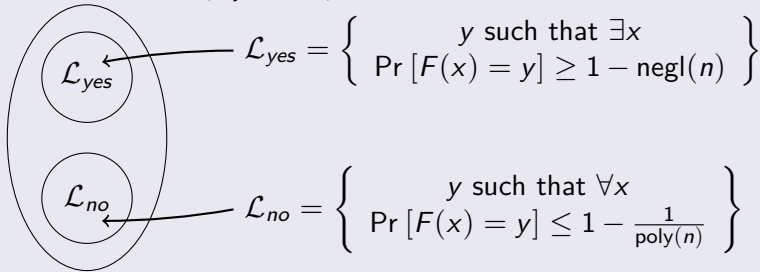 𝓛_yes
𝓛_yes = { y such that ∃x
Pr [F(x) = y] ≥ 1 − negl(n) }
𝓛_no
𝓛_no = { y such that ∀x
Pr [F(x) = y] ≤ 1 − 1/poly(n) }